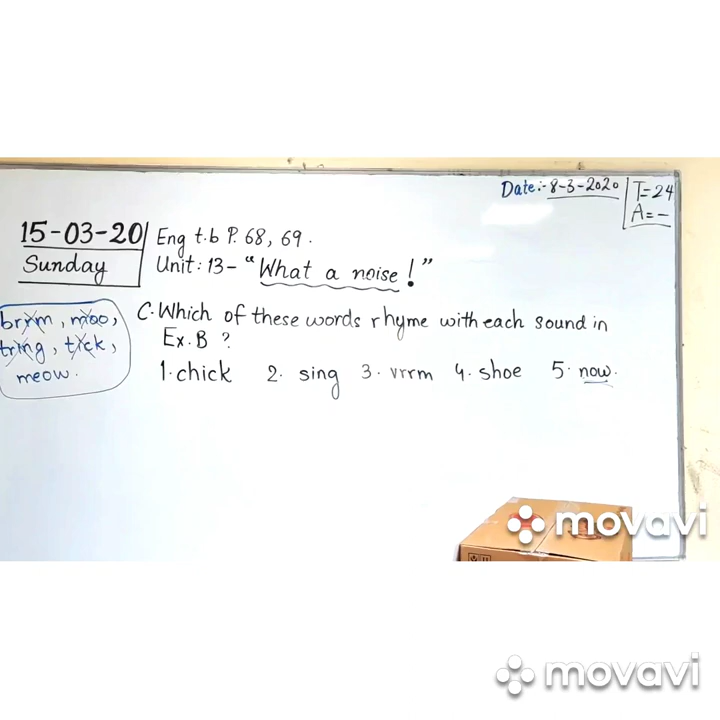 Date:- 8-3-2020
T=24
A=-
15-03-20
Sunday
Eng t.b P. 68, 69.
Unit: 13- "What a noise!"
brrm, moo,
tring, tick,
meow.
C. Which of these words rhyme with each sound in
Ex. B ?
1. chick 2. sing 3. vrrm 4. shoe 5. now.
movavi
movavi